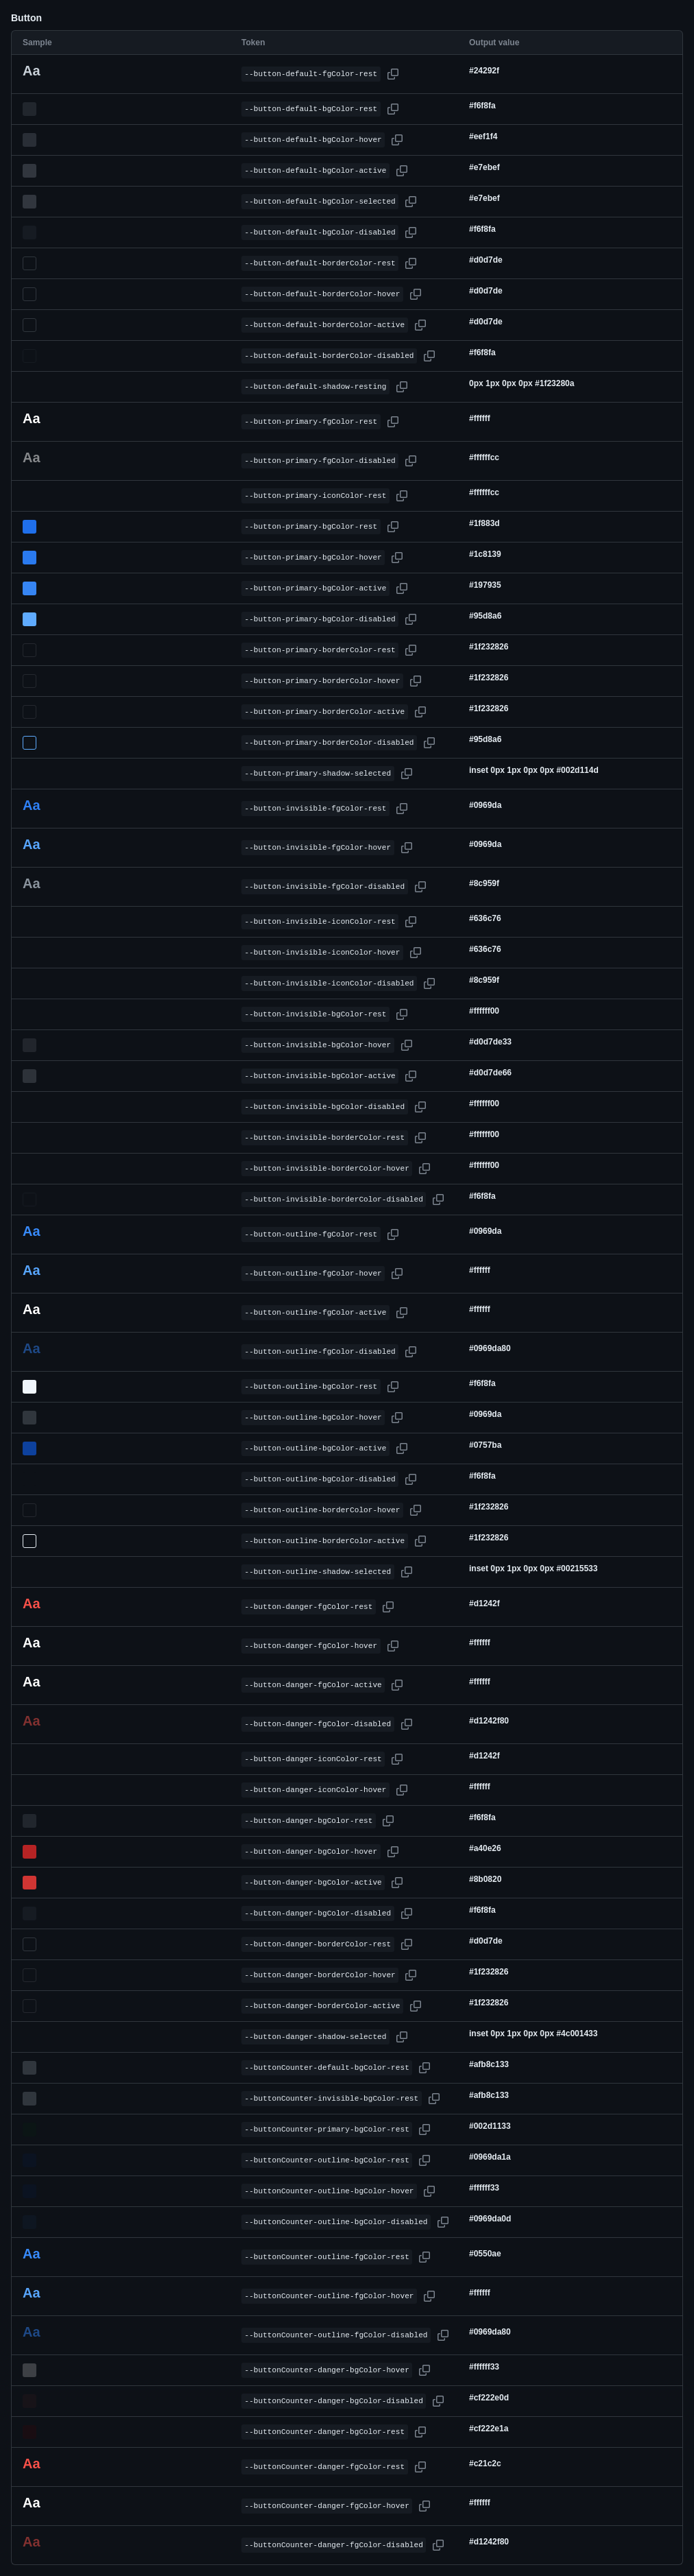 Button
Sample Token Output value
Aa --button-default-fgColor-rest #24292f
--button-default-bgColor-rest #f6f8fa
--button-default-bgColor-hover #eef1f4
--button-default-bgColor-active #e7ebef
--button-default-bgColor-selected #e7ebef
--button-default-bgColor-disabled #f6f8fa
--button-default-borderColor-rest #d0d7de
--button-default-borderColor-hover #d0d7de
--button-default-borderColor-active #d0d7de
--button-default-borderColor-disabled #f6f8fa
--button-default-shadow-resting 0px 1px 0px 0px #1f23280a
Aa --button-primary-fgColor-rest #ffffff
Aa --button-primary-fgColor-disabled #ffffffcc
--button-primary-iconColor-rest #ffffffcc
--button-primary-bgColor-rest #1f883d
--button-primary-bgColor-hover #1c8139
--button-primary-bgColor-active #197935
--button-primary-bgColor-disabled #95d8a6
--button-primary-borderColor-rest #1f232826
--button-primary-borderColor-hover #1f232826
--button-primary-borderColor-active #1f232826
--button-primary-borderColor-disabled #95d8a6
--button-primary-shadow-selected inset 0px 1px 0px 0px #002d114d
Aa --button-invisible-fgColor-rest #0969da
Aa --button-invisible-fgColor-hover #0969da
Aa --button-invisible-fgColor-disabled #8c959f
--button-invisible-iconColor-rest #636c76
--button-invisible-iconColor-hover #636c76
--button-invisible-iconColor-disabled #8c959f
--button-invisible-bgColor-rest #ffffff00
--button-invisible-bgColor-hover #d0d7de33
--button-invisible-bgColor-active #d0d7de66
--button-invisible-bgColor-disabled #ffffff00
--button-invisible-borderColor-rest #ffffff00
--button-invisible-borderColor-hover #ffffff00
--button-invisible-borderColor-disabled #f6f8fa
Aa --button-outline-fgColor-rest #0969da
Aa --button-outline-fgColor-hover #ffffff
Aa --button-outline-fgColor-active #ffffff
Aa --button-outline-fgColor-disabled #0969da80
--button-outline-bgColor-rest #f6f8fa
--button-outline-bgColor-hover #0969da
--button-outline-bgColor-active #0757ba
--button-outline-bgColor-disabled #f6f8fa
--button-outline-borderColor-hover #1f232826
--button-outline-borderColor-active #1f232826
--button-outline-shadow-selected inset 0px 1px 0px 0px #00215533
Aa --button-danger-fgColor-rest #d1242f
Aa --button-danger-fgColor-hover #ffffff
Aa --button-danger-fgColor-active #ffffff
Aa --button-danger-fgColor-disabled #d1242f80
--button-danger-iconColor-rest #d1242f
--button-danger-iconColor-hover #ffffff
--button-danger-bgColor-rest #f6f8fa
--button-danger-bgColor-hover #a40e26
--button-danger-bgColor-active #8b0820
--button-danger-bgColor-disabled #f6f8fa
--button-danger-borderColor-rest #d0d7de
--button-danger-borderColor-hover #1f232826
--button-danger-borderColor-active #1f232826
--button-danger-shadow-selected inset 0px 1px 0px 0px #4c001433
--buttonCounter-default-bgColor-rest #afb8c133
--buttonCounter-invisible-bgColor-rest #afb8c133
--buttonCounter-primary-bgColor-rest #002d1133
--buttonCounter-outline-bgColor-rest #0969da1a
--buttonCounter-outline-bgColor-hover #ffffff33
--buttonCounter-outline-bgColor-disabled #0969da0d
Aa --buttonCounter-outline-fgColor-rest #0550ae
Aa --buttonCounter-outline-fgColor-hover #ffffff
Aa --buttonCounter-outline-fgColor-disabled #0969da80
--buttonCounter-danger-bgColor-hover #ffffff33
--buttonCounter-danger-bgColor-disabled #cf222e0d
--buttonCounter-danger-bgColor-rest #cf222e1a
Aa --buttonCounter-danger-fgColor-rest #c21c2c
Aa --buttonCounter-danger-fgColor-hover #ffffff
Aa --buttonCounter-danger-fgColor-disabled #d1242f80